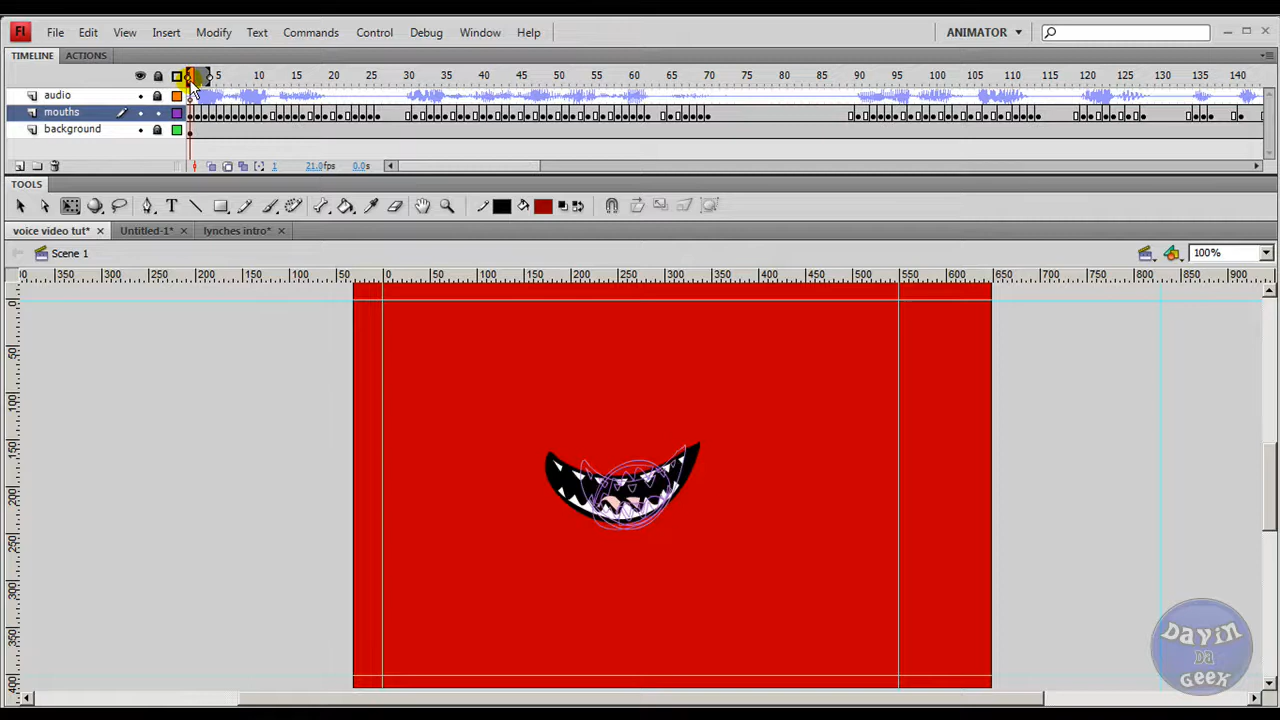 Fl File Edit View Insert Modify Text Commands Control Debug Window Help ANIMATOR
TIMELINE ACTIONS
5 10 15 20 25 30 35 40 45 50 55 60 65 70 75 80 85 90 95 100 105 110 115 120 125 130 135 140
audio
mouths
background
1 21.0fps 0.0s
TOOLS
voice video tut* × Untitled-1* × lynches intro* ×
Scene 1 100%
350 300 250 200 150 100 50 0 50 100 150 200 250 300 350 400 450 500 550 600 650 700 750 800 850 900
0
50
100
150
200
250
300
350
400
Davin
Da
Geek